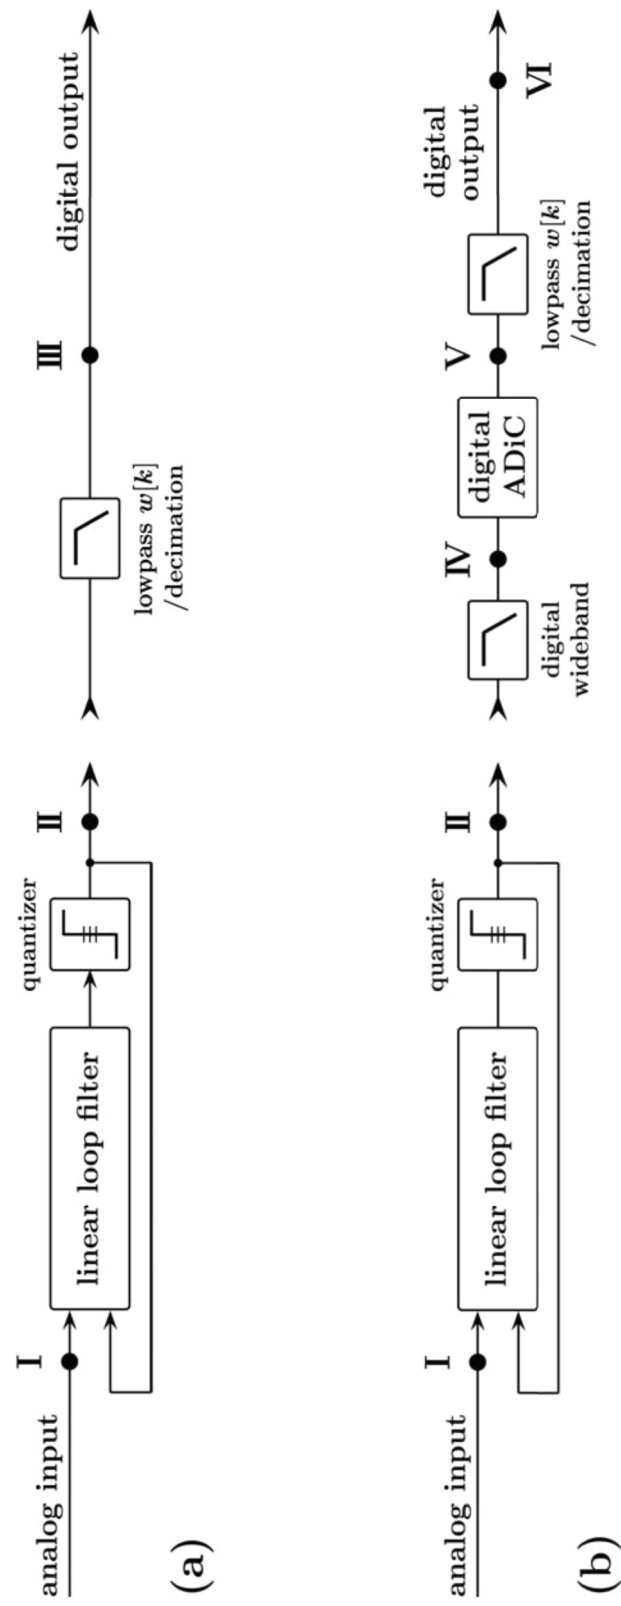 analog input
I
linear loop filter
quantizer
II
lowpass w[k]
/decimation
III
digital output
(a)
analog input
I
linear loop filter
quantizer
II
digital
wideband
IV
digital
ADiC
V
lowpass w[k]
/decimation
digital
output
VI
(b)